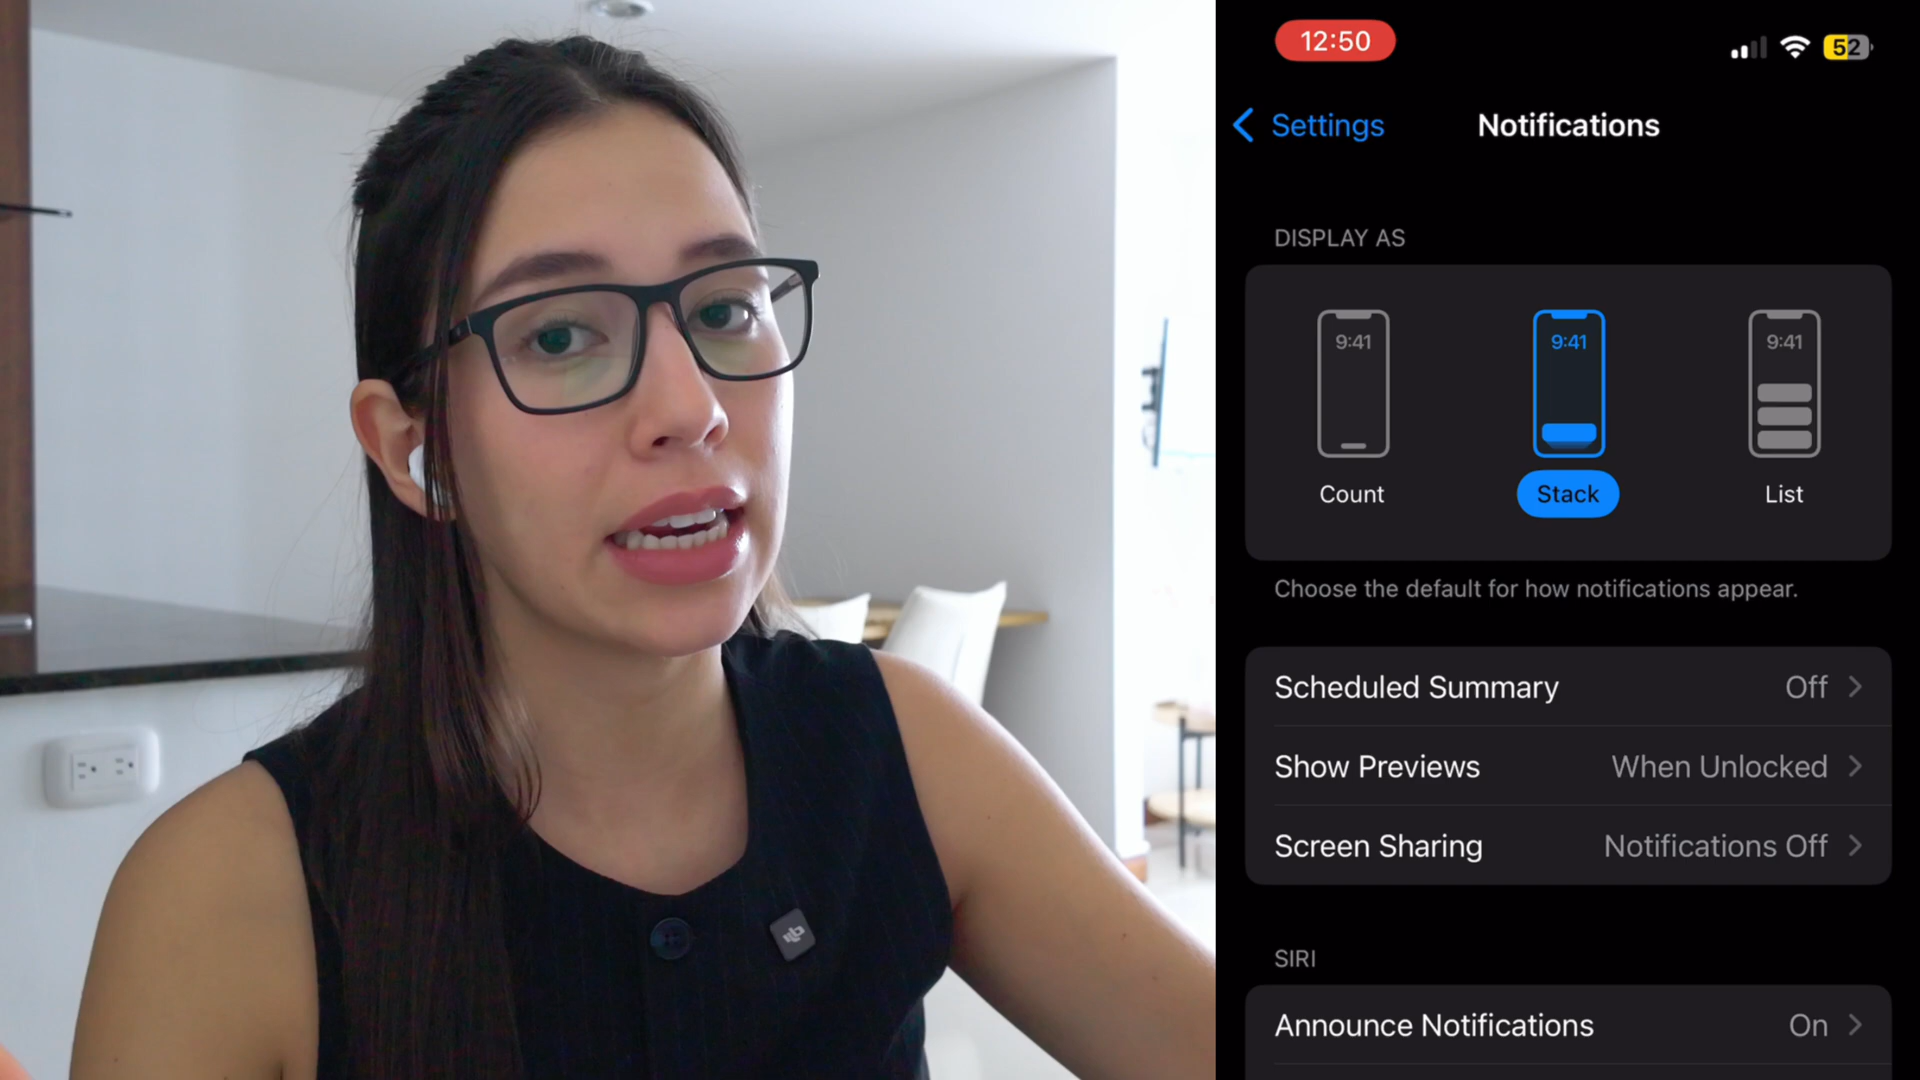 12:50
52
Settings
Notifications
DISPLAY AS
9:41
9:41
9:41
Count
Stack
List
Choose the default for how notifications appear.
Scheduled Summary
Off
Show Previews
When Unlocked
Screen Sharing
Notifications Off
SIRI
Announce Notifications
On
dji